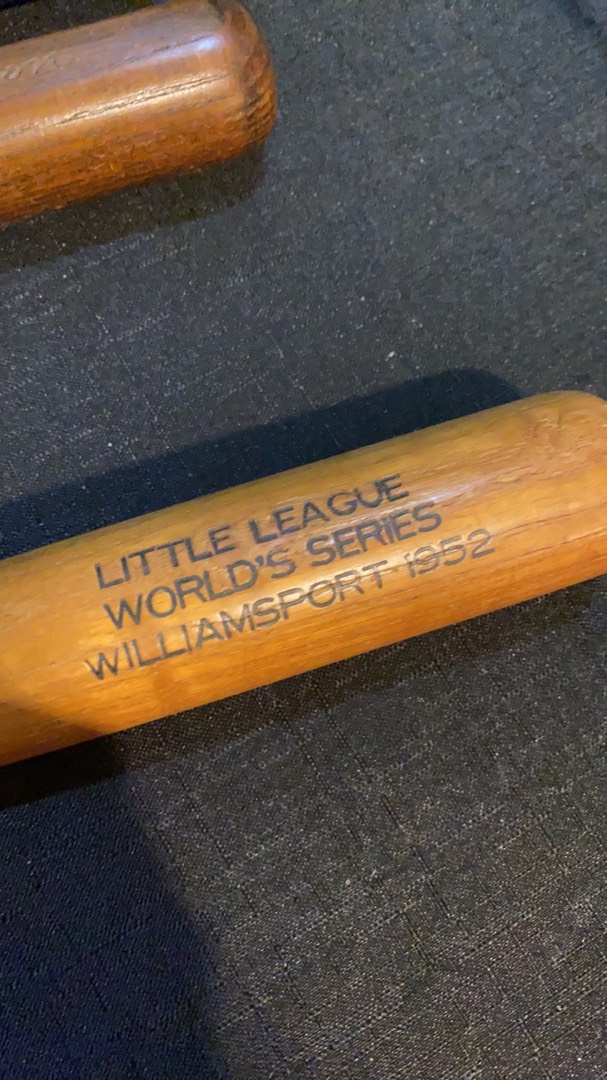 LITTLE LEAGUE
WORLD'S SERIES
WILLIAMSPORT 1952